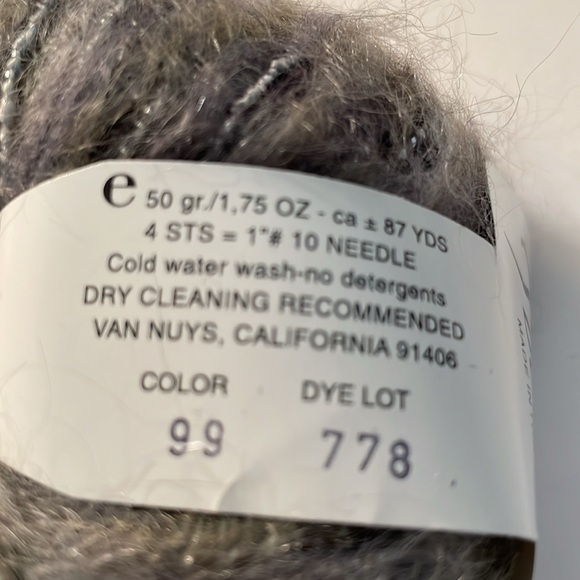 e 50 gr./1,75 OZ - ca ± 87 YDS
4 STS = 1"# 10 NEEDLE
Cold water wash-no detergents
DRY CLEANING RECOMMENDED
VAN NUYS, CALIFORNIA 91406
COLOR DYE LOT
99 778